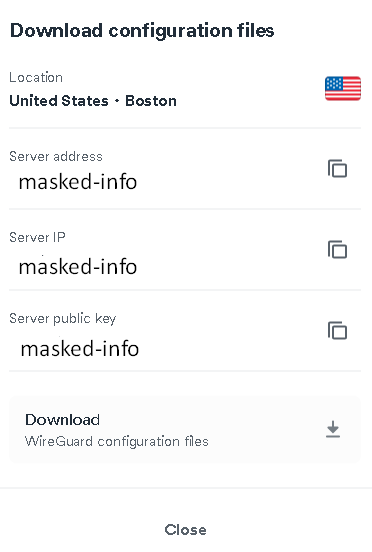 Download configuration files
Location
United States • Boston
Server address
masked-info
Server IP
masked-info
Server public key
masked-info
Download
WireGuard configuration files
Close